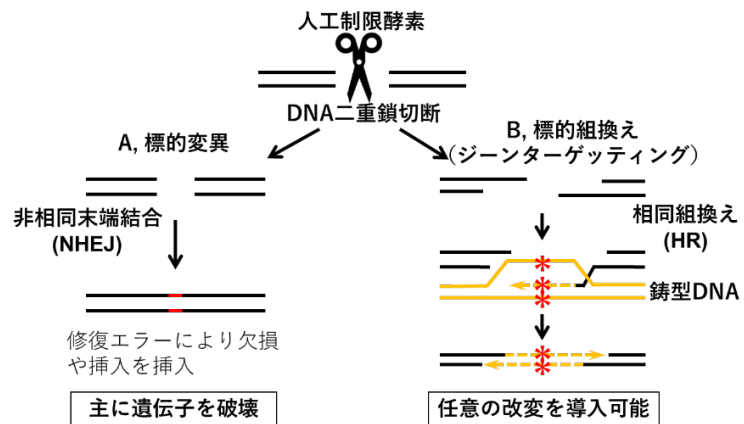 人工制限酵素
DNA二重鎖切断
A, 標的変異
非相同末端結合
(NHEJ)
修復エラーにより欠損
や挿入を挿入
主に遺伝子を破壊
B, 標的組換え
(ジーンターゲッティング)
相同組換え
(HR)
鋳型DNA
任意の改変を導入可能